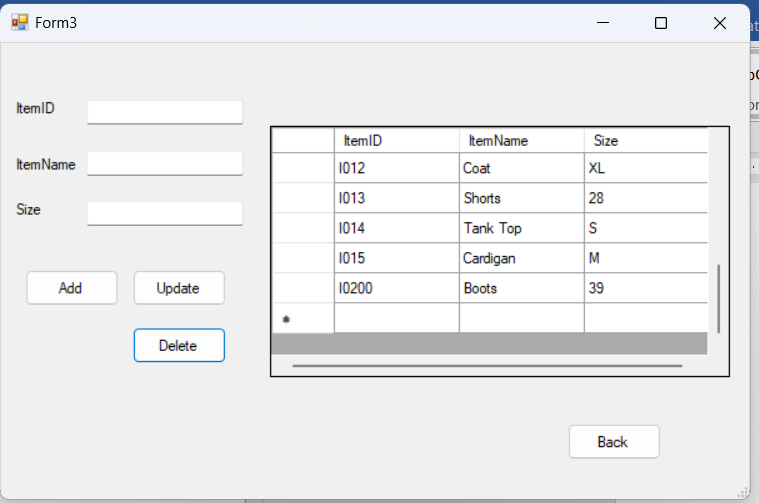 Form3
ItemID
ItemName
Size
Add Update
Delete
ItemID ItemName Size
I012 Coat XL
I013 Shorts 28
I014 Tank Top S
I015 Cardigan M
I0200 Boots 39
*
Back